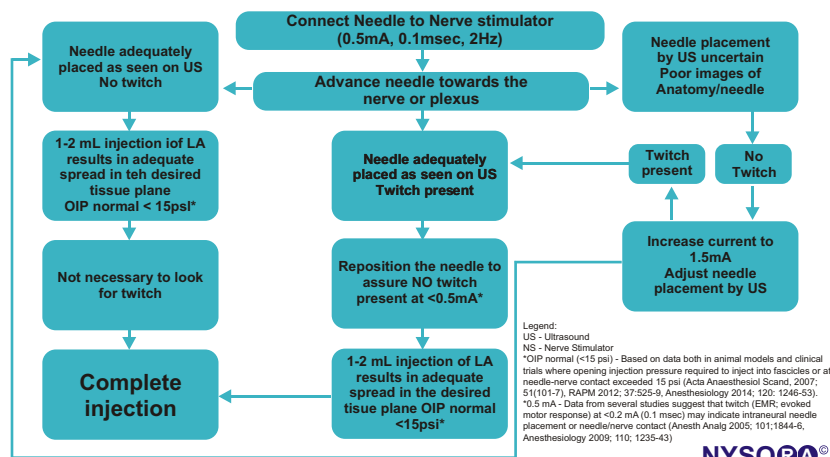 Connect Needle to Nerve stimulator
(0.5mA, 0.1msec, 2Hz)
Needle adequately
placed as seen on US
No twitch
Advance needle towards the
nerve or plexus
Needle placement
by US uncertain
Poor images of
Anatomy/needle
1-2 mL injection iof LA
results in adequate
spread in teh desired
tissue plane
OIP normal < 15psI*
Needle adequately
placed as seen on US
Twitch present
Twitch
present
No
Twitch
Not necessary to look
for twitch
Reposition the needle to
assure NO twitch
present at <0.5mA*
Increase current to
1.5mA
Adjust needle
placement by US
Complete
injection
1-2 mL injection of LA
results in adequate
spread in the desired
tisue plane OIP normal
<15psi*
Legend:
US - Ultrasound
NS - Nerve Stimulator
*OIP normal (<15 psi) - Based on data both in animal models and clinical
trials where opening injection pressure required to inject into fascicles or at
needle-nerve contact exceeded 15 psi (Acta Anaesthesiol Scand, 2007;
51(101-7), RAPM 2012; 37:525-9, Anesthesiology 2014; 120: 1246-53).
*0.5 mA - Data from several studies suggest that twitch (EMR; evoked
motor response) at <0.2 mA (0.1 msec) may indicate intraneural needle
placement or needle/nerve contact (Anesth Analg 2005; 101;1844-6,
Anesthesiology 2009; 110; 1235-43)
NYSORA©